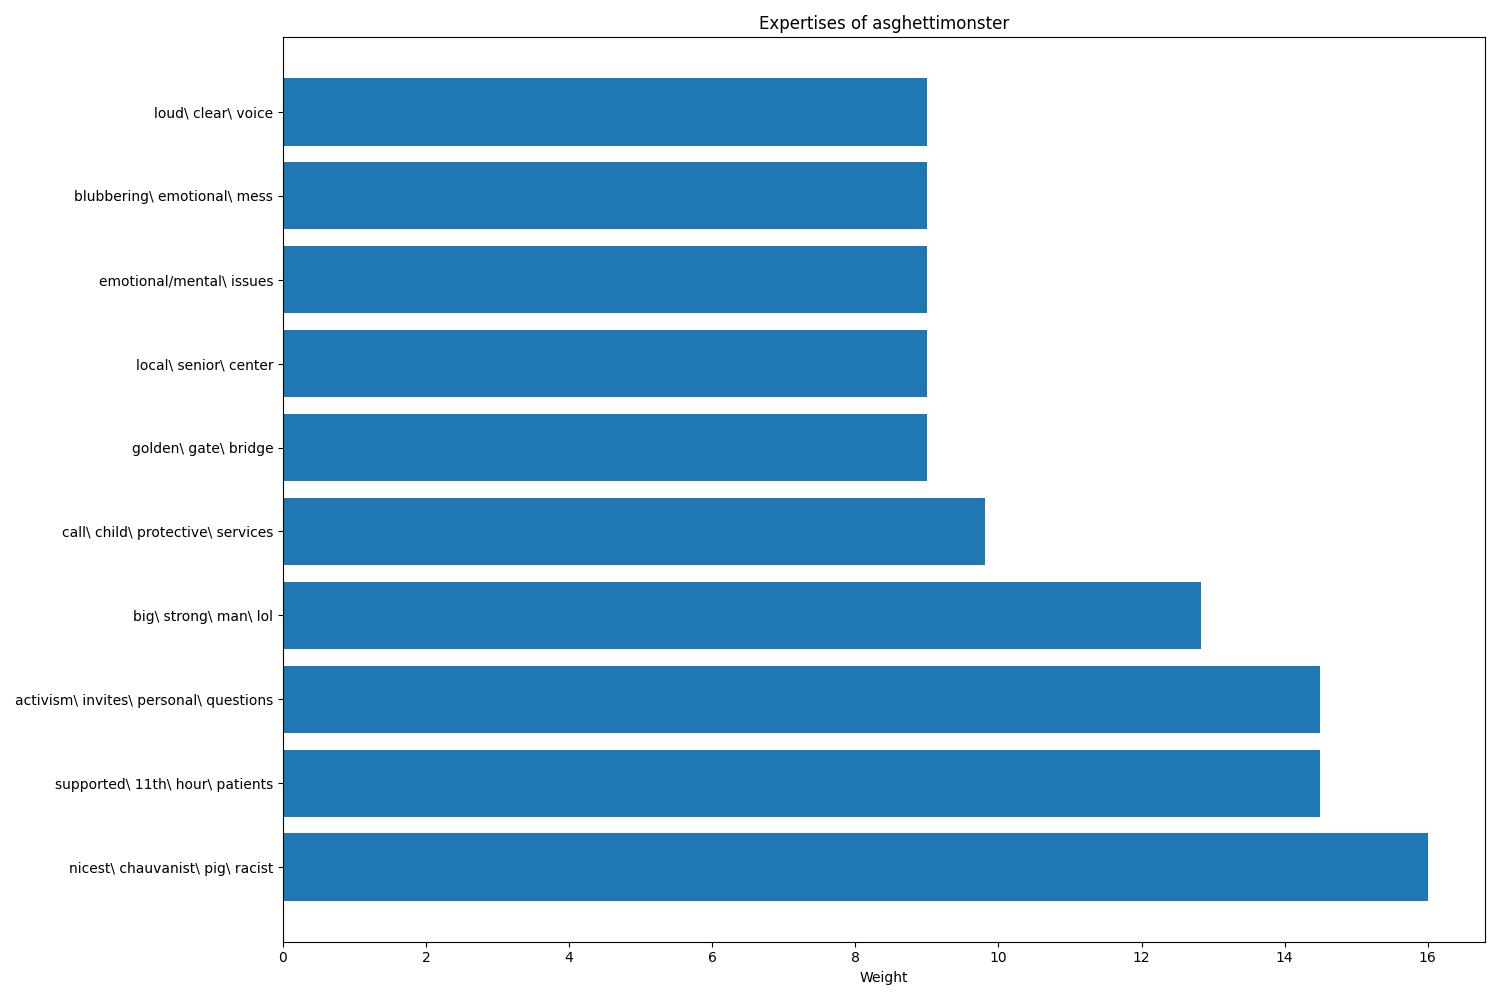 Expertises of asghettimonster
loud\ clear\ voice
blubbering\ emotional\ mess
emotional/mental\ issues
local\ senior\ center
golden\ gate\ bridge
call\ child\ protective\ services
big\ strong\ man\ lol
activism\ invites\ personal\ questions
supported\ 11th\ hour\ patients
nicest\ chauvanist\ pig\ racist
0 2 4 6 8 10 12 14 16
Weight